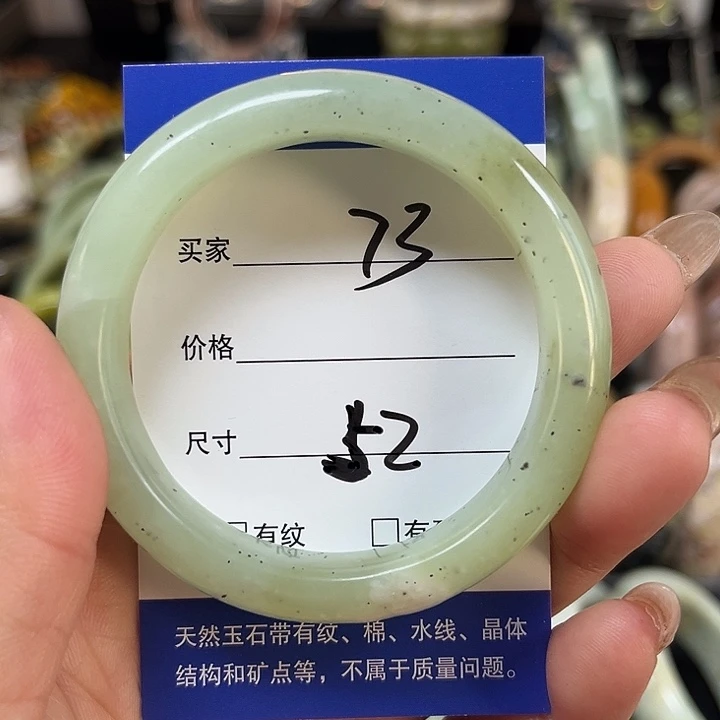 买家 73
价格
尺寸 52
有纹 有
天然玉石带有纹、棉、水线、晶体
结构和矿点等，不属于质量问题。